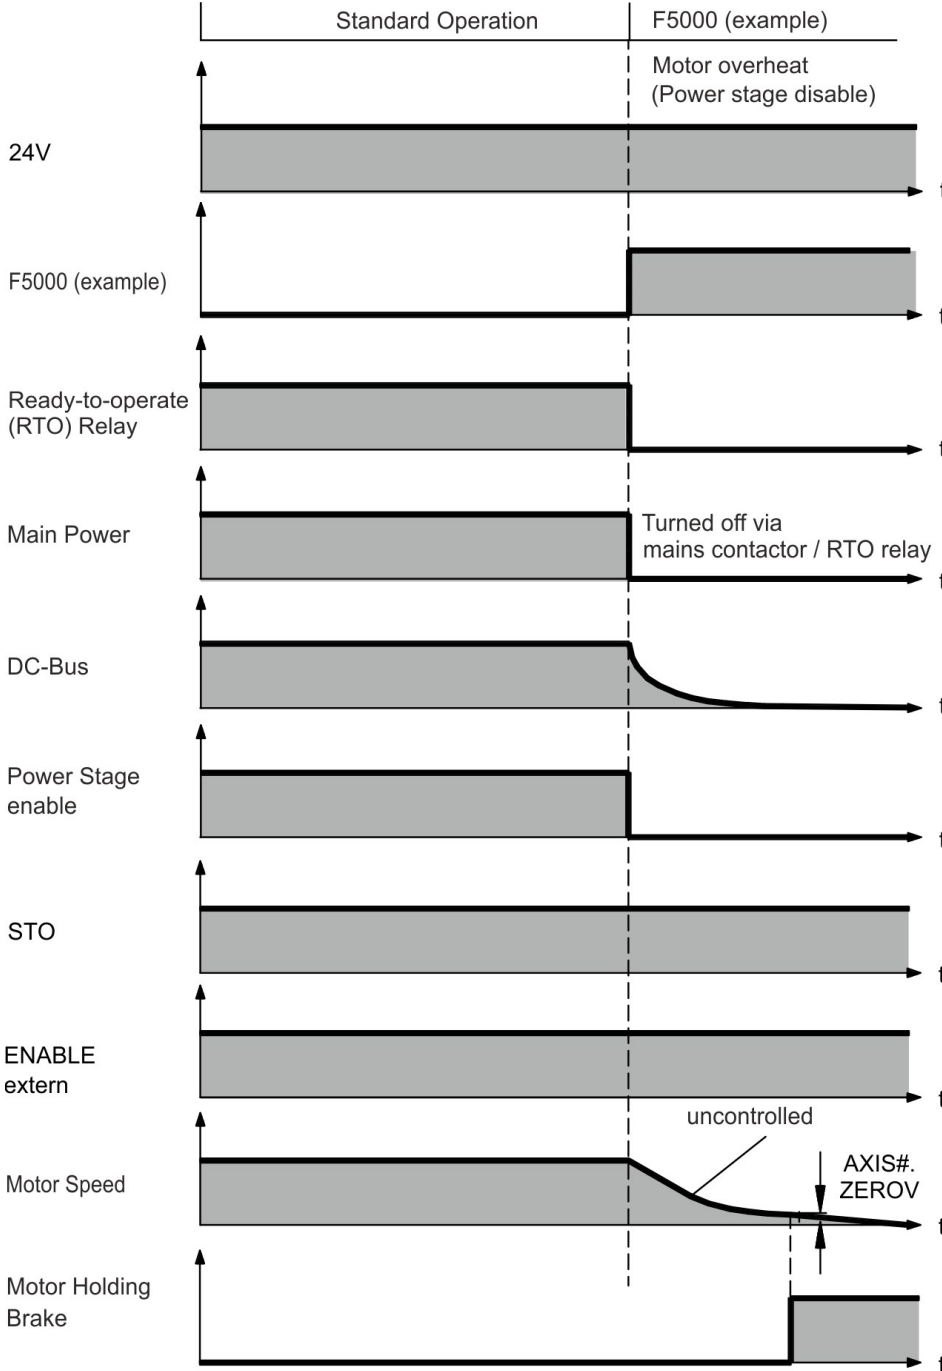 Standard Operation
F5000 (example)
Motor overheat
(Power stage disable)
24V
t
F5000 (example)
t
Ready-to-operate
(RTO) Relay
t
Main Power
Turned off via
mains contactor / RTO relay
t
DC-Bus
t
Power Stage
enable
t
STO
t
ENABLE
extern
t
uncontrolled
Motor Speed
AXIS#.
ZEROV
t
Motor Holding
Brake
t